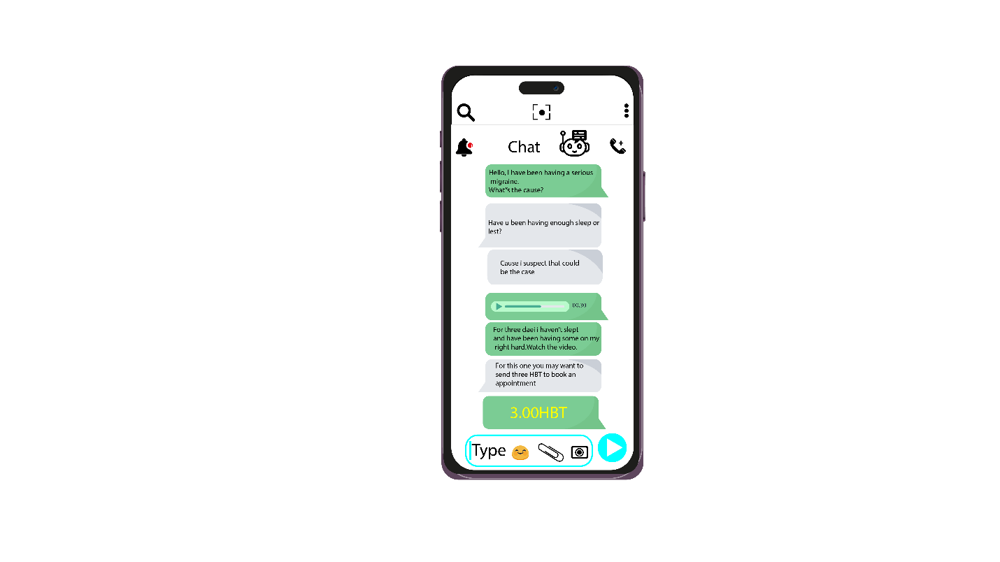 Chat
Hello, I have been having a serious
migraine.
What"s the cause?
Have u been having enough sleep or
lest?
Cause i suspect that could
be the case
00.30
For three daei i haven't slept
and have been having some on my
right hard.Watch the video.
For this one you may want to
send three HBT to book an
appointment
3.00HBT
Type